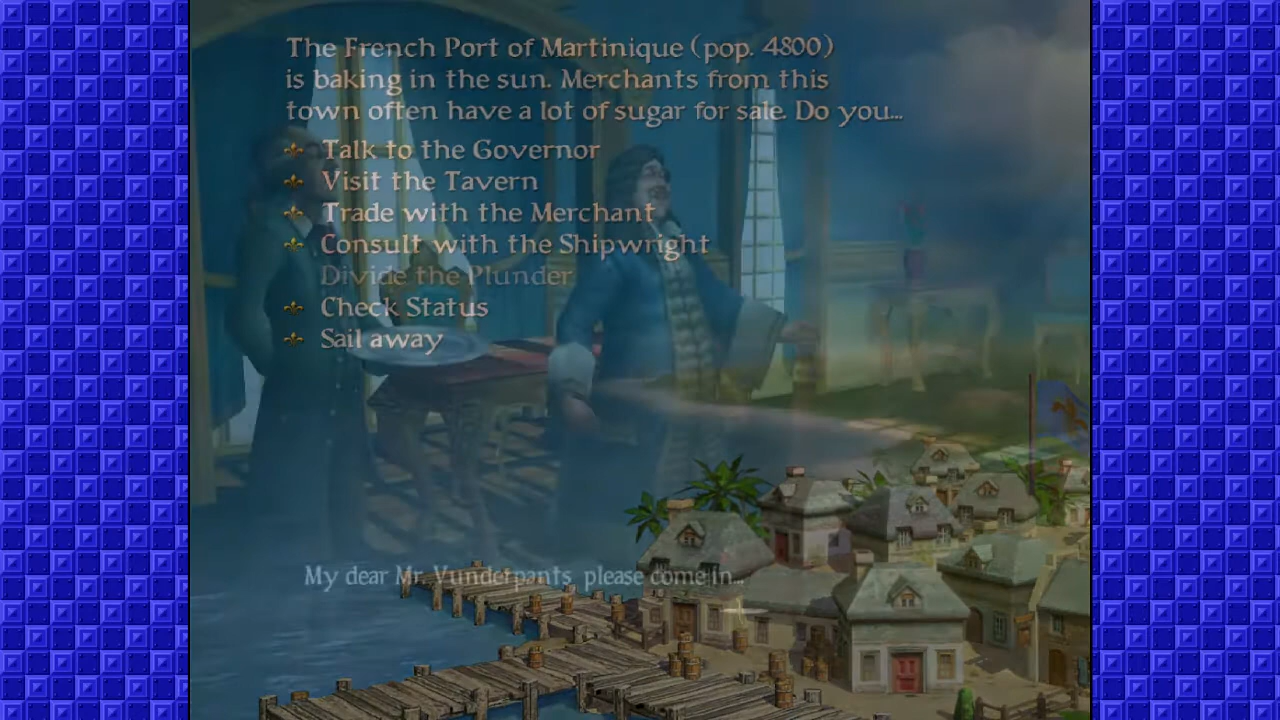 The French Port of Martinique (pop. 4800)
is baking in the sun. Merchants from this
town often have a lot of sugar for sale. Do you...
Talk to the Governor
Visit the Tavern
Trade with the Merchant
Consult with the Shipwright
Divide the Plunder
Check Status
Sail away
My dear Mr. Vunderpants, please come in...